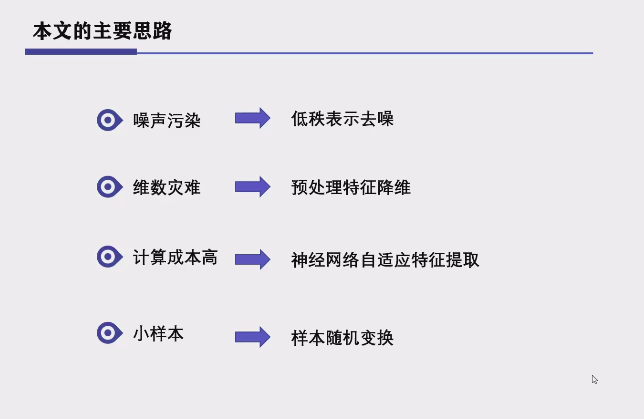 本文的主要思路
噪声污染 低秩表示去噪
维数灾难 预处理特征降维
计算成本高 神经网络自适应特征提取
小样本 样本随机变换